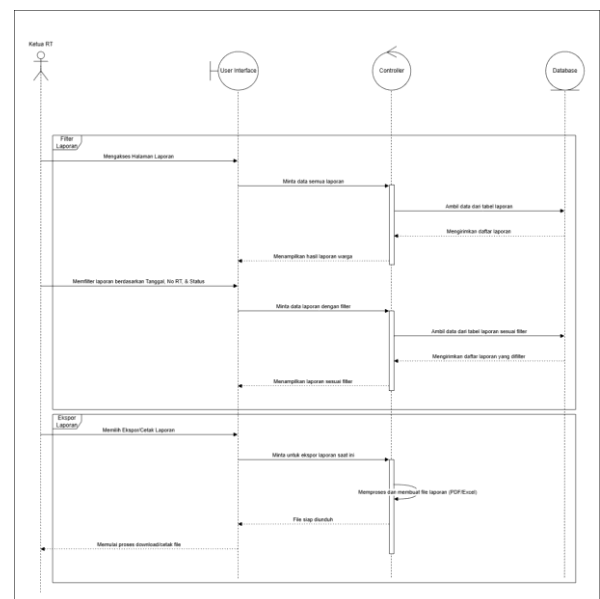 Ketua RT
User Interface
Controller
Database
Filter
Laporan
Mengakses Halaman Laporan
Minta data semua laporan
Ambil data dari tabel laporan
Mengirimkan daftar laporan
Menampilkan hasil laporan warga
Memfilter laporan berdasarkan Tanggal, No RT, & Status
Minta data laporan dengan filter
Ambil data dari tabel laporan sesuai filter
Mengirimkan daftar laporan yang difilter
Menampilkan laporan sesuai filter
Ekspor
Laporan
Memilih Ekspor/Cetak Laporan
Minta untuk ekspor laporan saat ini
Memproses dan membuat file laporan (PDF/Excel)
File siap diunduh
Memulai proses download/cetak file